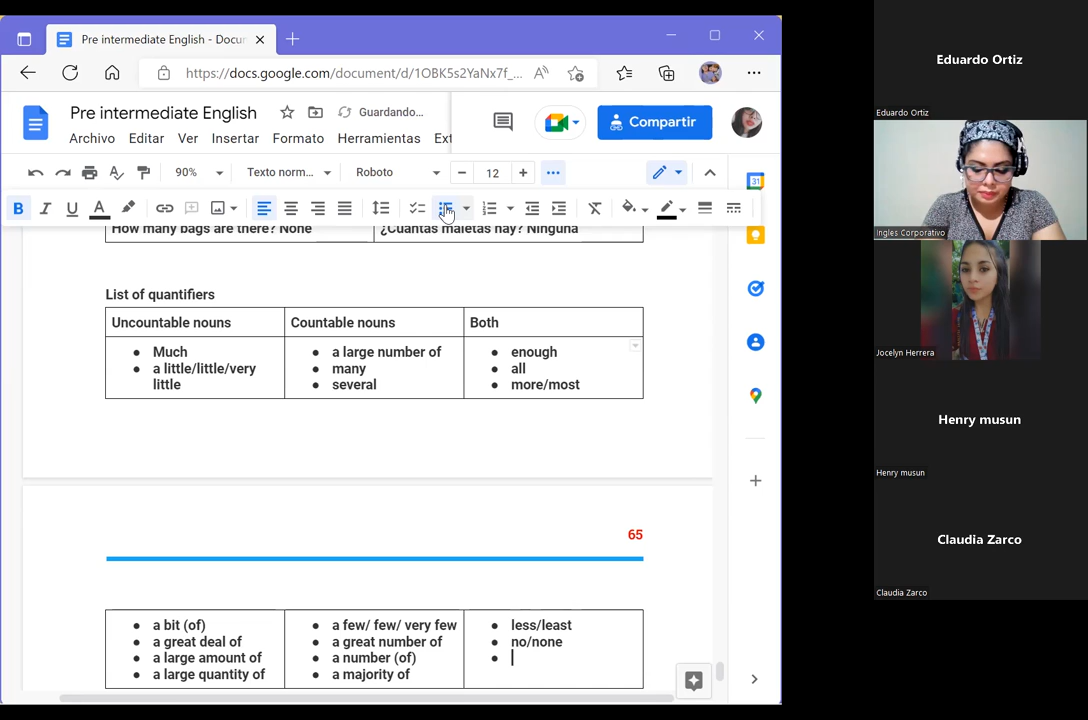 Pre intermediate English - Docur
https://docs.google.com/document/d/1OBK5s2YaNx7f_...
Pre intermediate English
Guardando...
Compartir
Archivo Editar Ver Insertar Formato Herramientas Ext
90% Texto norm... Roboto 12
How many bags are there? None ¿Cuántas maletas hay? Ninguna
List of quantifiers
Uncountable nouns Countable nouns Both
Much a large number of enough
a little/little/very many all
little several more/most
65
a bit (of) a few/ few/ very few less/least
a great deal of a great number of no/none
a large amount of a number (of)
a large quantity of a majority of
Eduardo Ortiz
Eduardo Ortiz
Ingles Corporativo
Jocelyn Herrera
Henry musun
Henry musun
Claudia Zarco
Claudia Zarco